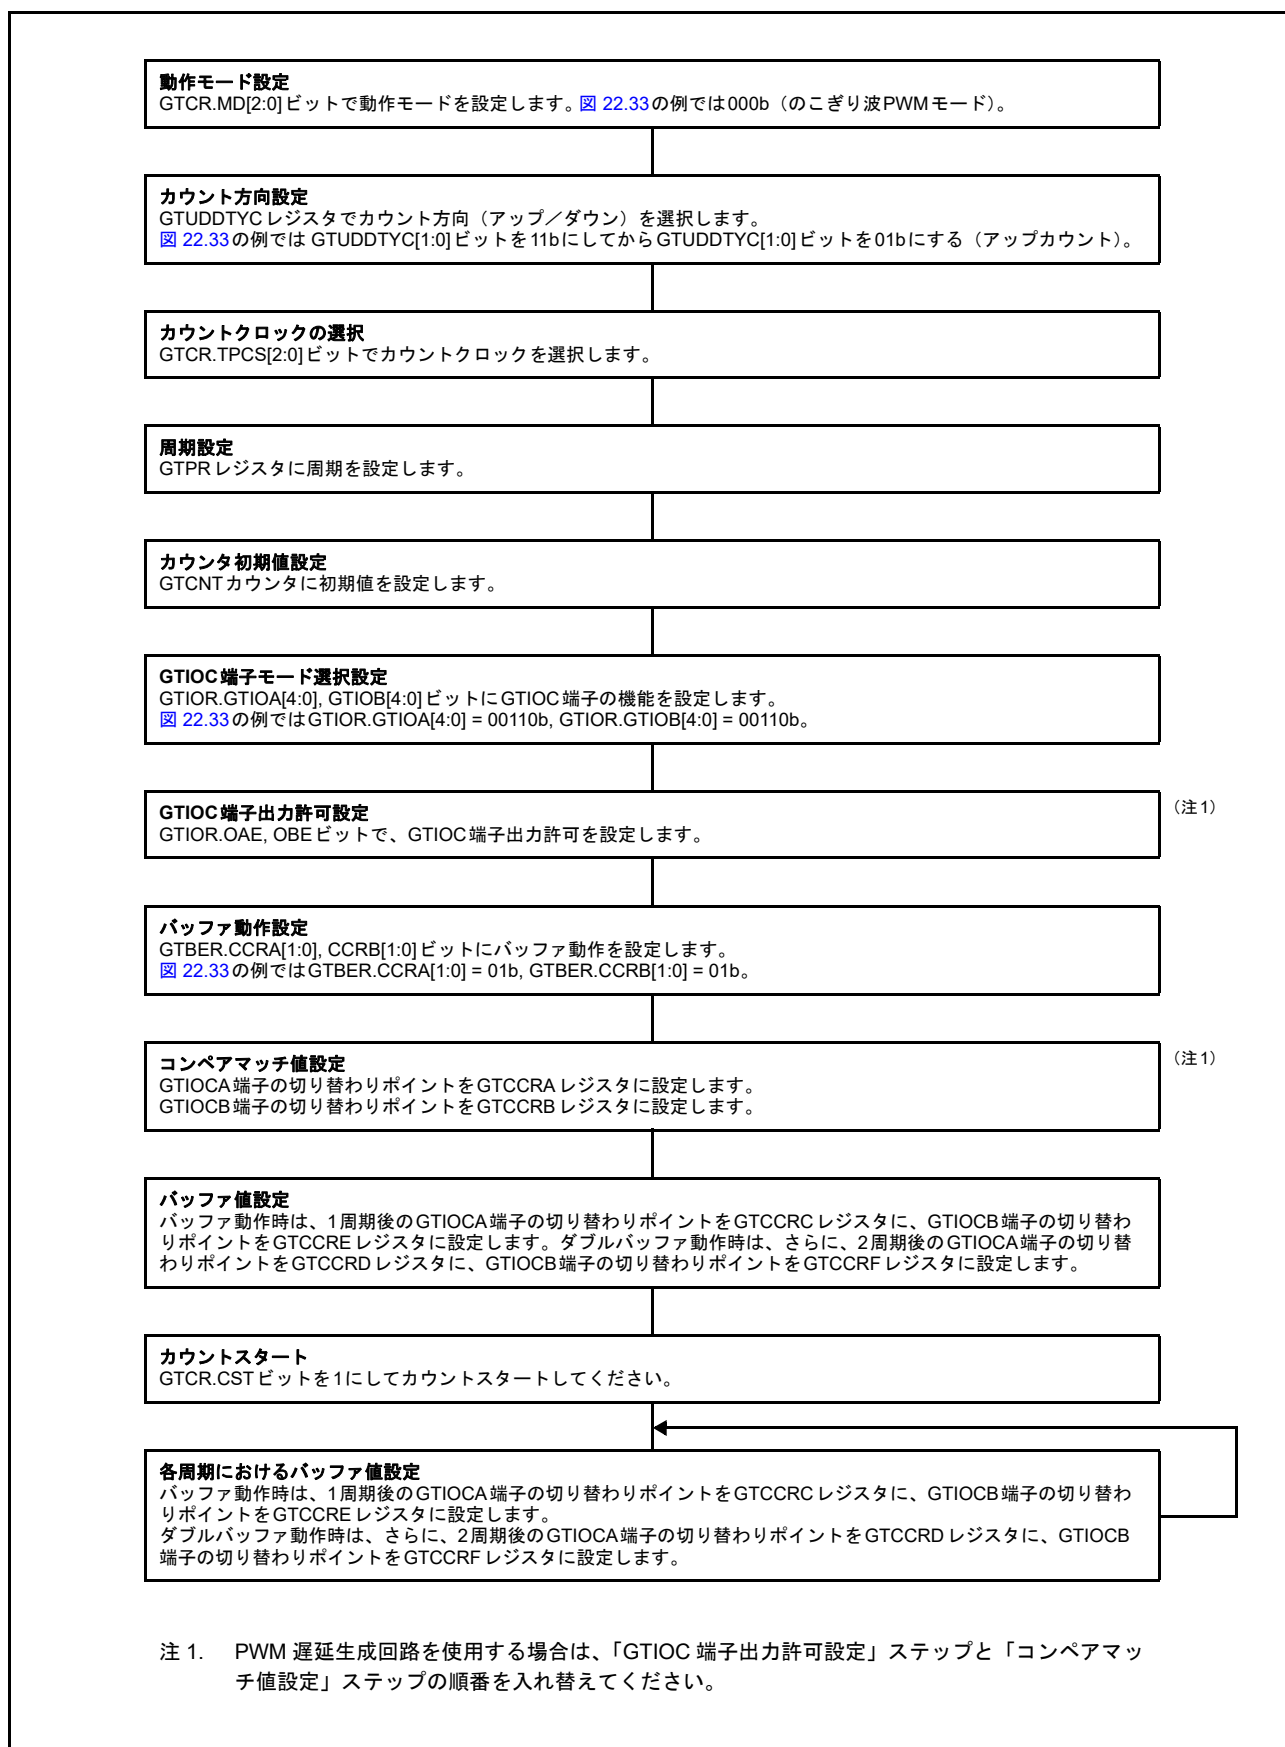 動作モード設定
GTCR.MD[2:0]ビットで動作モードを設定します。図 22.33の例では000b（のこぎり波PWMモード）。
カウント方向設定
GTUDDTYCレジスタでカウント方向（アップ／ダウン）を選択します。
図 22.33の例では GTUDDTYC[1:0]ビットを11bにしてからGTUDDTYC[1:0]ビットを01bにする（アップカウント）。
カウントクロックの選択
GTCR.TPCS[2:0]ビットでカウントクロックを選択します。
周期設定
GTPRレジスタに周期を設定します。
カウンタ初期値設定
GTCNTカウンタに初期値を設定します。
GTIOC端子モード選択設定
GTIOR.GTIOA[4:0], GTIOB[4:0]ビットにGTIOC端子の機能を設定します。
図 22.33の例ではGTIOR.GTIOA[4:0] = 00110b, GTIOR.GTIOB[4:0] = 00110b。
GTIOC端子出力許可設定
GTIOR.OAE, OBEビットで、GTIOC端子出力許可を設定します。
（注1）
バッファ動作設定
GTBER.CCRA[1:0], CCRB[1:0]ビットにバッファ動作を設定します。
図 22.33の例ではGTBER.CCRA[1:0] = 01b, GTBER.CCRB[1:0] = 01b。
コンペアマッチ値設定
GTIOCA端子の切り替わりポイントをGTCCRAレジスタに設定します。
GTIOCB端子の切り替わりポイントをGTCCRBレジスタに設定します。
（注1）
バッファ値設定
バッファ動作時は、1周期後のGTIOCA端子の切り替わりポイントをGTCCRCレジスタに、GTIOCB端子の切り替わ
りポイントをGTCCREレジスタに設定します。ダブルバッファ動作時は、さらに、2周期後のGTIOCA端子の切り替
わりポイントをGTCCRDレジスタに、GTIOCB端子の切り替わりポイントをGTCCRFレジスタに設定します。
カウントスタート
GTCR.CSTビットを1にしてカウントスタートしてください。
各周期におけるバッファ値設定
バッファ動作時は、1周期後のGTIOCA端子の切り替わりポイントをGTCCRCレジスタに、GTIOCB端子の切り替わ
りポイントをGTCCREレジスタに設定します。
ダブルバッファ動作時は、さらに、2周期後のGTIOCA端子の切り替わりポイントをGTCCRDレジスタに、GTIOCB
端子の切り替わりポイントをGTCCRFレジスタに設定します。
注 1. PWM 遅延生成回路を使用する場合は、「GTIOC 端子出力許可設定」ステップと「コンペアマッ
チ値設定」ステップの順番を入れ替えてください。